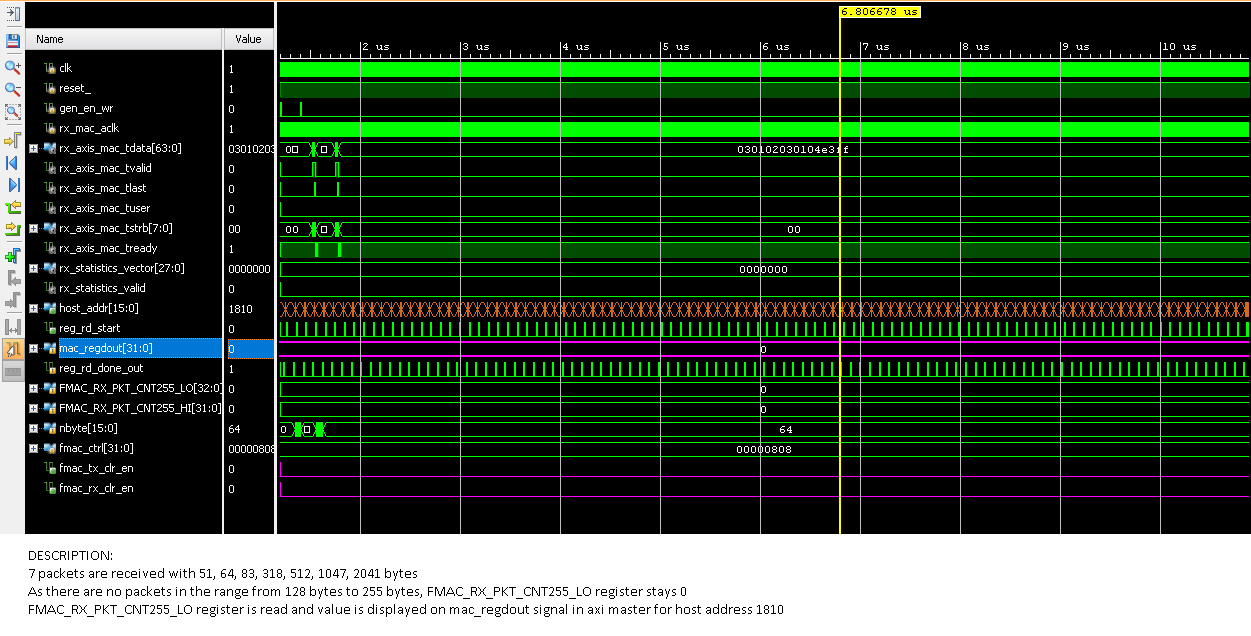 6.806678 us
Name Value
2 us 3 us 4 us 5 us 6 us 7 us 8 us 9 us 10 us
clk 1
reset_ 1
gen_en_wr 0
rx_mac_aclk 1
rx_axis_mac_tdata[63:0] 03010203 00 030102030104e3ff
rx_axis_mac_tvalid 0
rx_axis_mac_tlast 0
rx_axis_mac_tuser 0
rx_axis_mac_tstrb[7:0] 00 00 00
rx_axis_mac_tready 1
rx_statistics_vector[27:0] 0000000 0000000
rx_statistics_valid 0
host_addr[15:0] 1810
reg_rd_start 0
mac_regdout[31:0] 0 0
reg_rd_done_out 1
FMAC_RX_PKT_CNT255_LO[32:0] 0 0
FMAC_RX_PKT_CNT255_HI[31:0] 0 0
nbyte[15:0] 64 0 64
fmac_ctrl[31:0] 00000808 00000808
fmac_tx_clr_en 0
fmac_rx_clr_en 0
DESCRIPTION:
7 packets are received with 51, 64, 83, 318, 512, 1047, 2041 bytes
As there are no packets in the range from 128 bytes to 255 bytes, FMAC_RX_PKT_CNT255_LO register stays 0
FMAC_RX_PKT_CNT255_LO register is read and value is displayed on mac_regdout signal in axi master for host address 1810